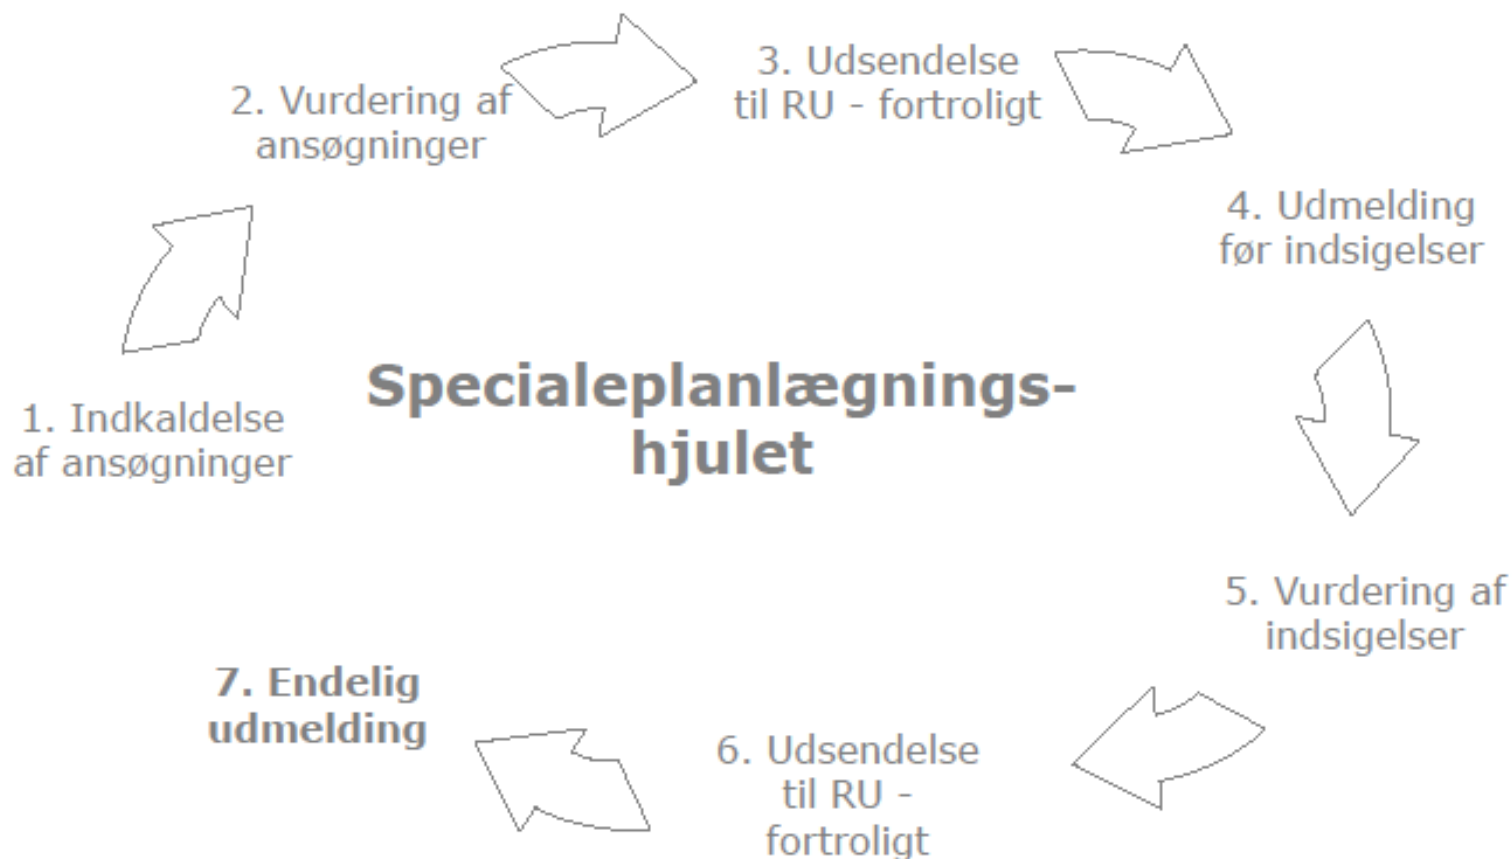 1. Indkaldelse
af ansøgninger
2. Vurdering af
ansøgninger
3. Udsendelse
til RU - fortroligt
4. Udmelding
før indsigelser
5. Vurdering af
indsigelser
6. Udsendelse
til RU -
fortroligt
7. Endelig
udmelding
Specialeplanlægnings-
hjulet